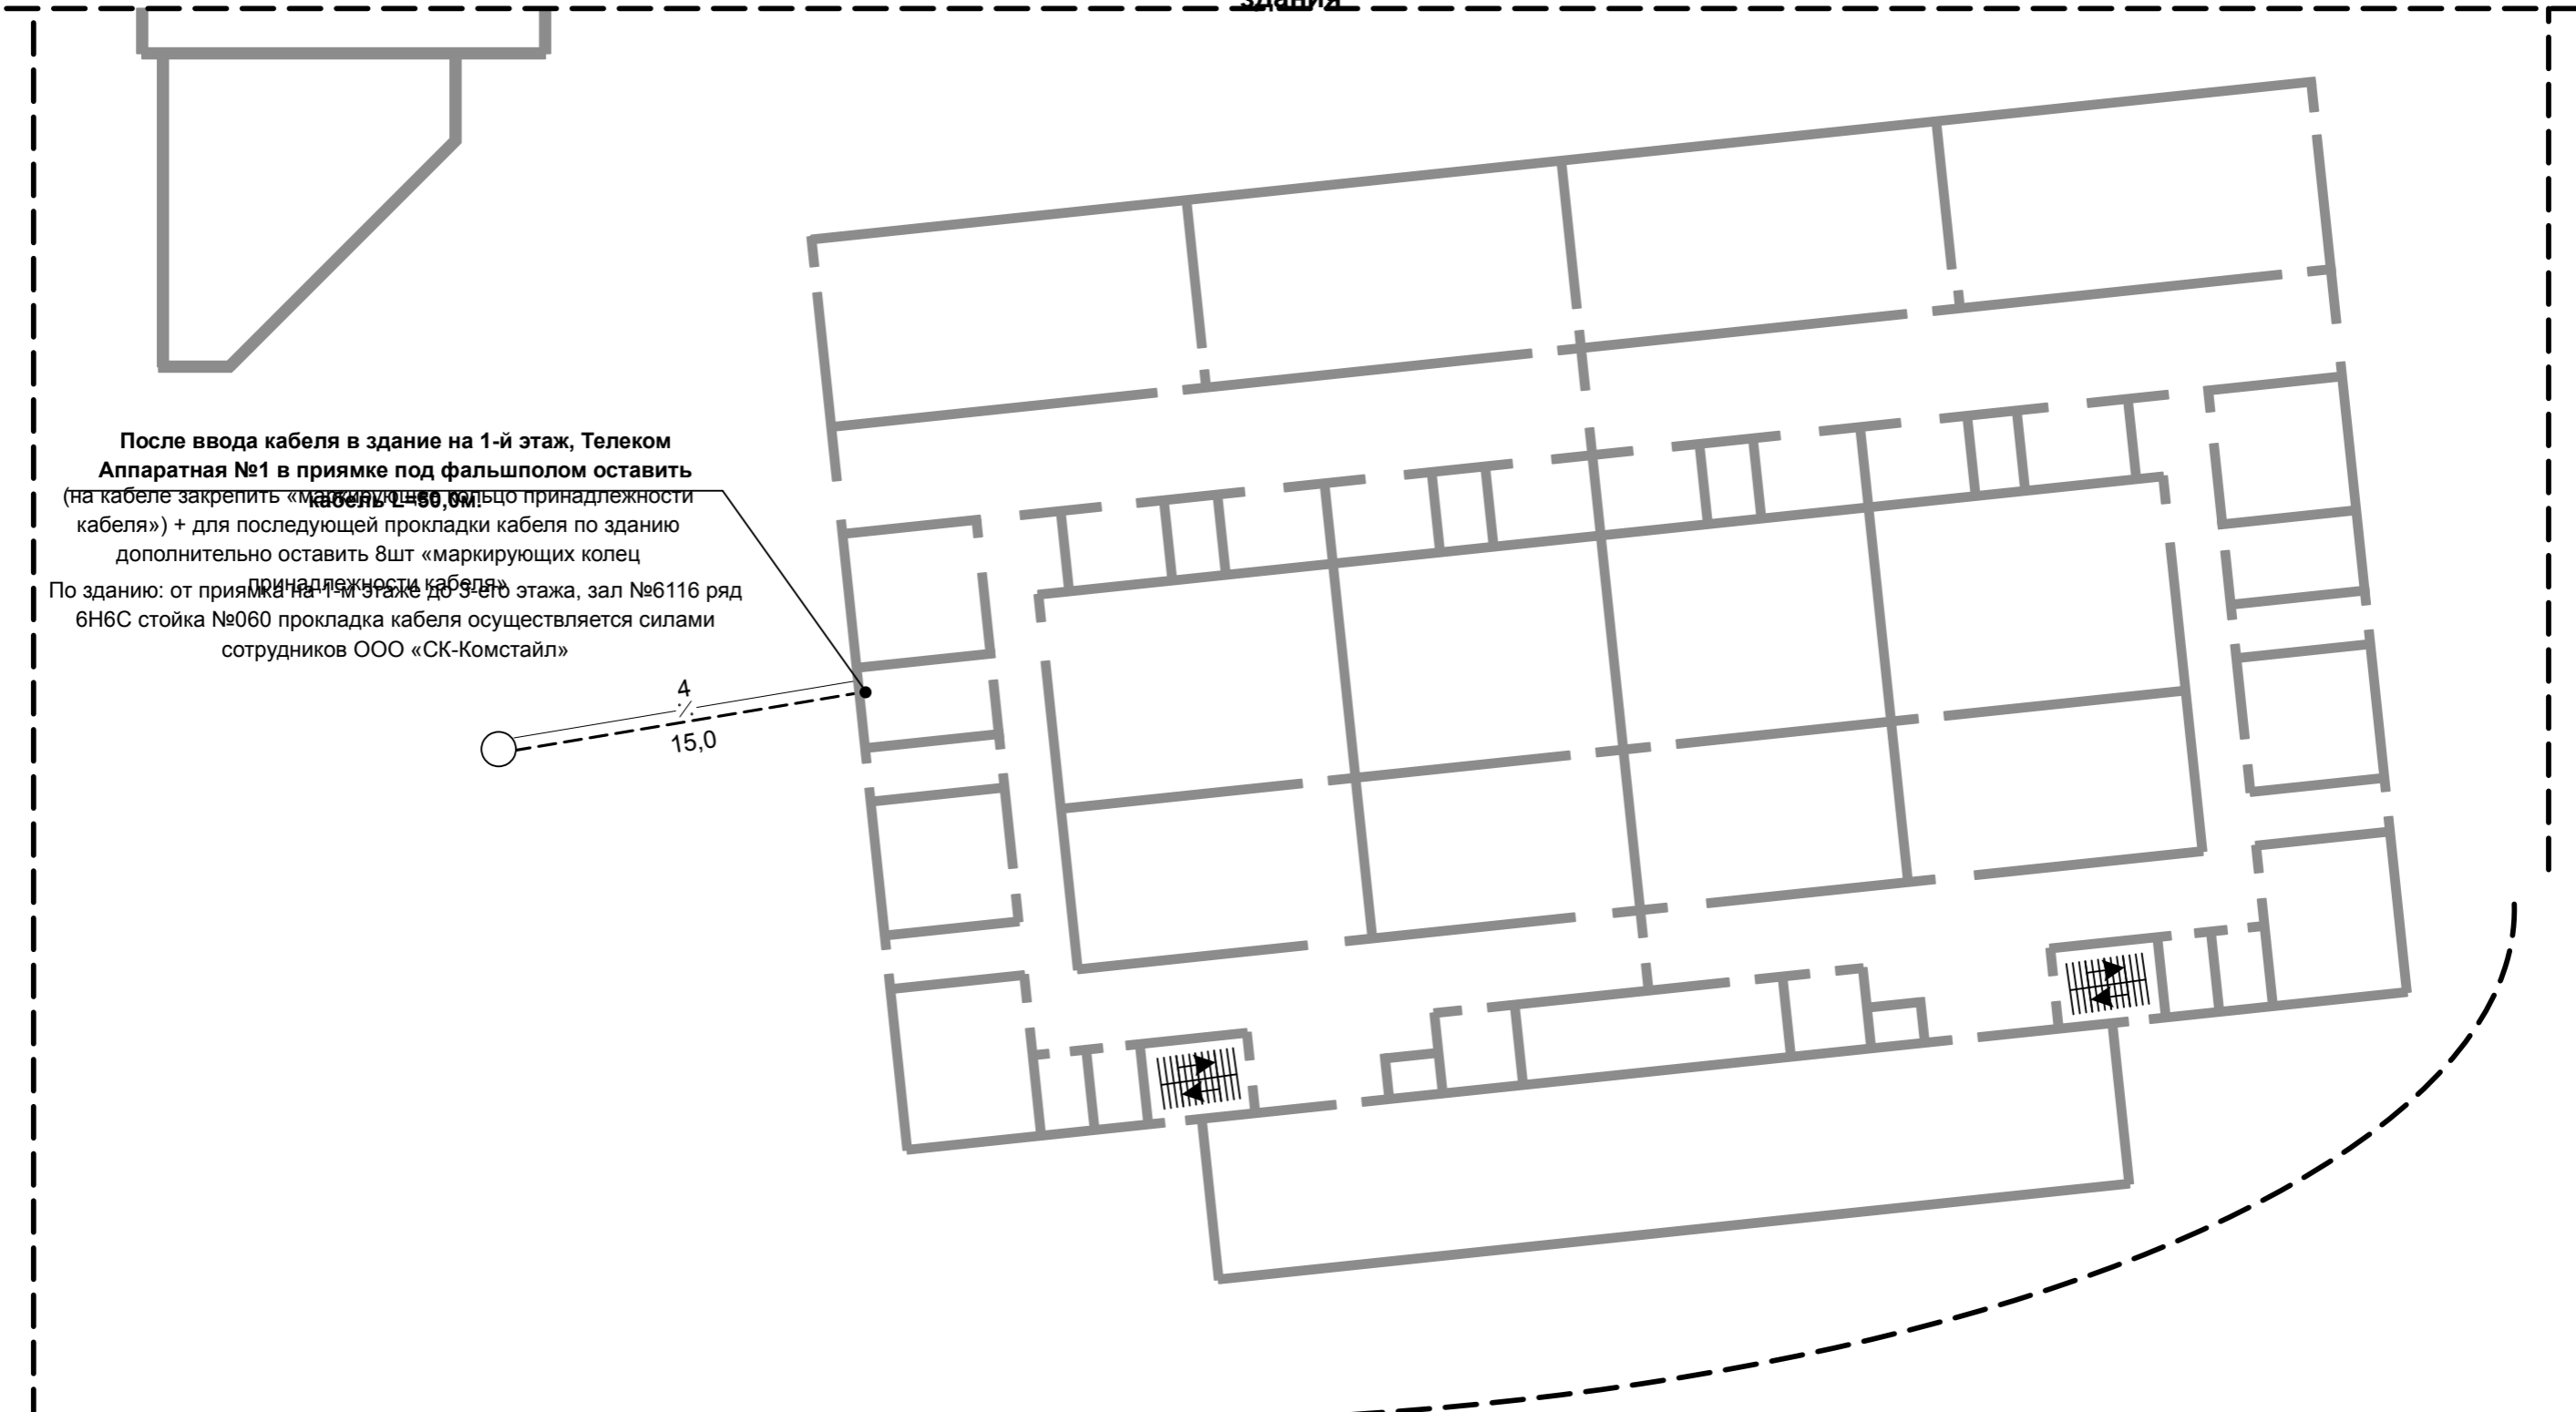 здания
После ввода кабеля в здание на 1-й этаж, Телеком
Аппаратная №1 в приямке под фальшполом оставить
кабель L=50,0м.
(на кабеле закрепить «маркирующее кольцо принадлежности
кабеля») + для последующей прокладки кабеля по зданию
дополнительно оставить 8шт «маркирующих колец
принадлежности кабеля»
По зданию: от приямка на 1-м этаже до 3-его этажа, зал №6116 ряд
6Н6С стойка №060 прокладка кабеля осуществляется силами
сотрудников ООО «СК-Комстайл»
4
15,0